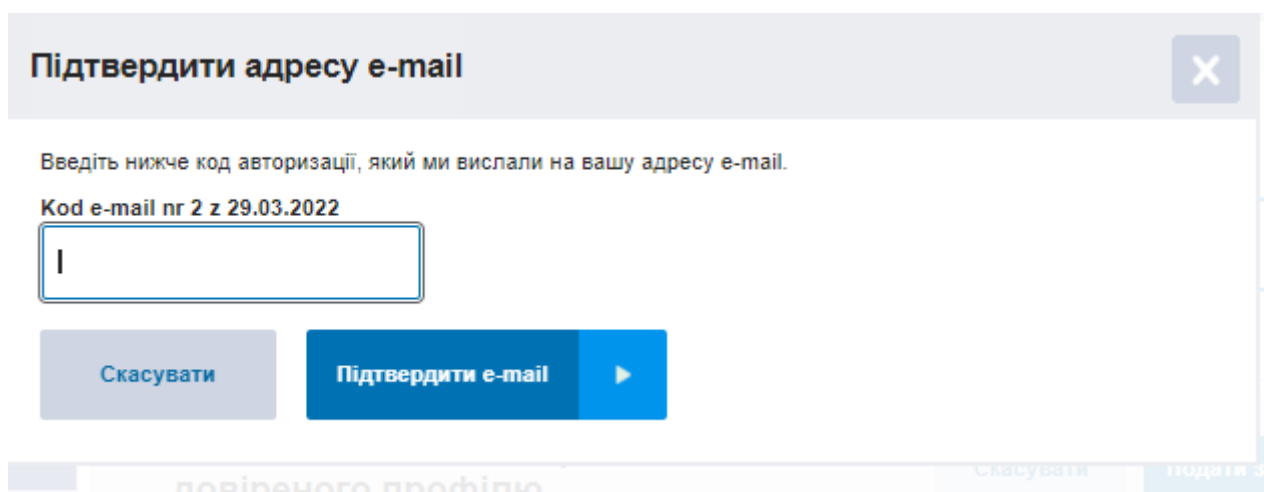 Підтвердити адресу e-mail
Введіть нижче код авторизації, який ми вислали на вашу адресу e-mail.
Kod e-mail nr 2 z 29.03.2022
Скасувати
Підтвердити e-mail
Скасувати
Подати з
довіреного профілю